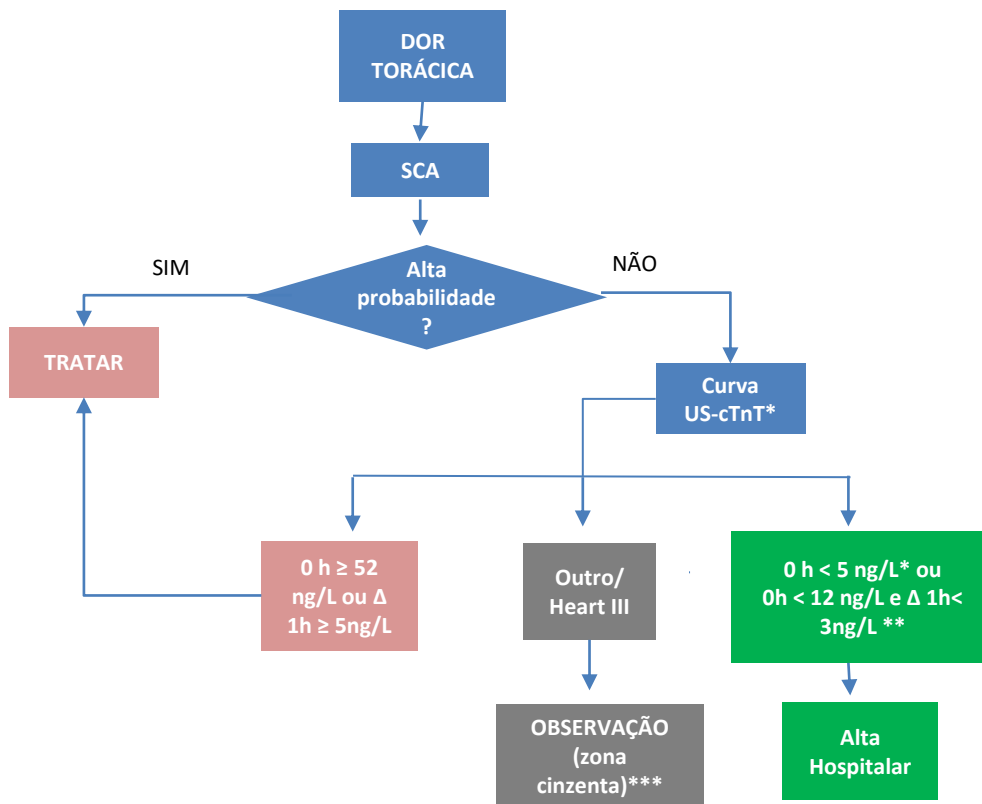 DOR
TORÁCICA
SCA
SIM
Alta
probabilidade
?
NÃO
TRATAR
Curva
US-cTnT*
0 h ≥ 52
ng/L ou Δ
1h ≥ 5ng/L
Outro/
Heart III
0 h < 5 ng/L* ou
0h < 12 ng/L e Δ 1h<
3ng/L **
OBSERVAÇÃO
(zona
cinzenta)***
Alta
Hospitalar